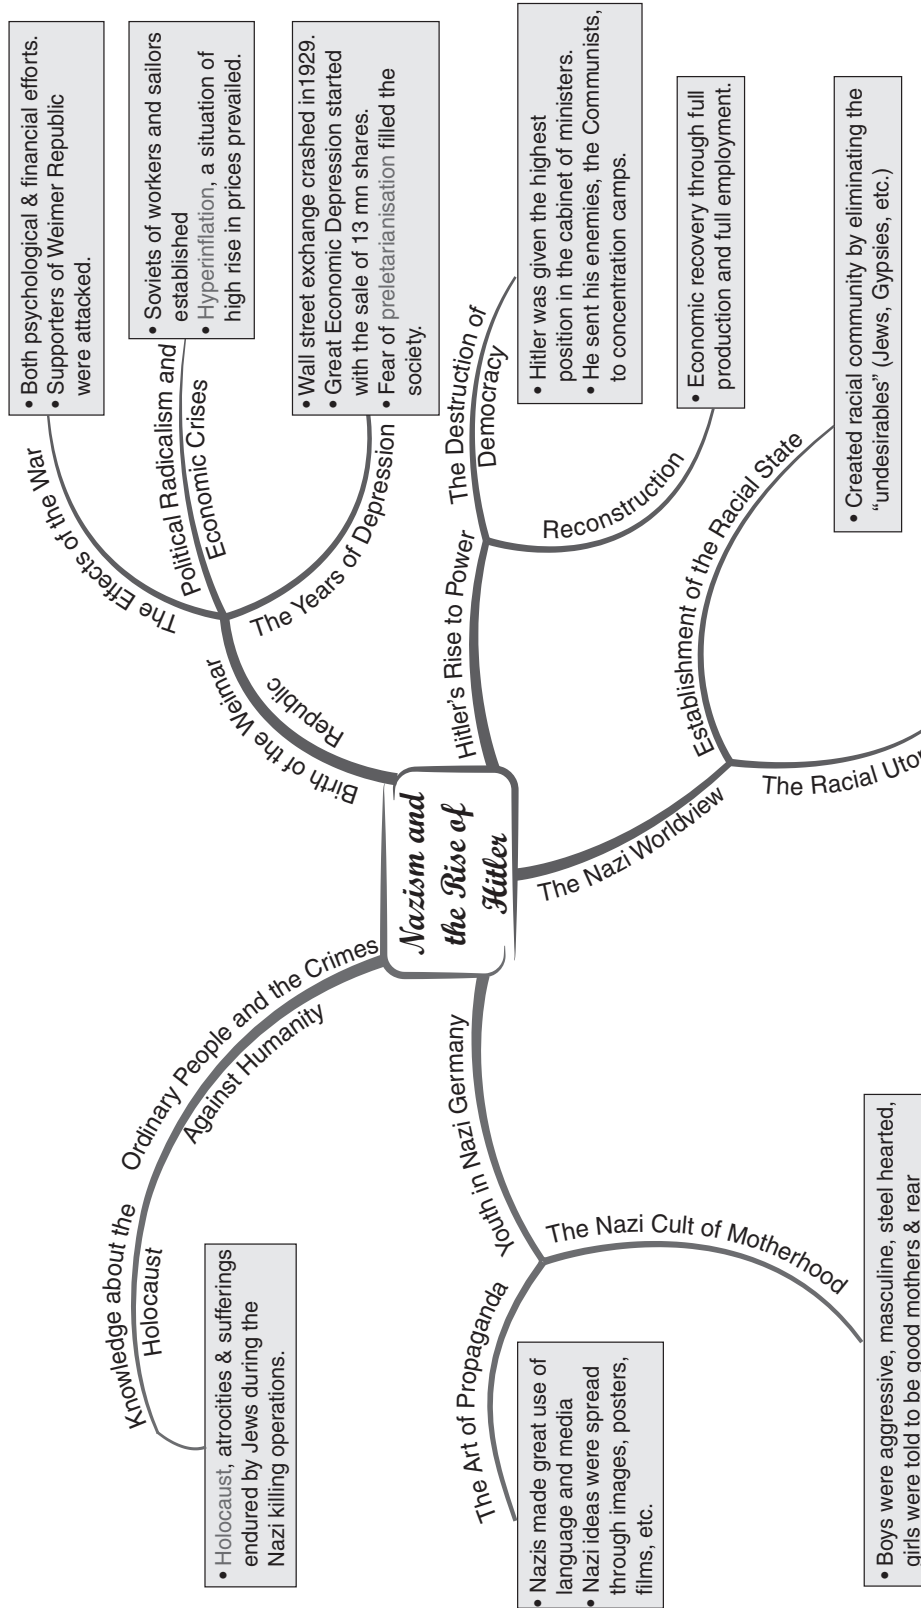 Nazism and
the Rise of
Hitler
Birth of the Weimar
Republic
The Effects of the War
• Both psychological & financial efforts.
• Supporters of Weimer Republic
were attacked.
Political Radicalism and
Economic Crises
• Soviets of workers and sailors
established
• Hyperinflation, a situation of
high rise in prices prevailed.
The Years of Depression
• Wall street exchange crashed in1929.
• Great Economic Depression started
with the sale of 13 mn shares.
• Fear of preletarianisation filled the
society.
Hitler's Rise to Power
The Destruction of
Democracy
• Hitler was given the highest
position in the cabinet of ministers.
• He sent his enemies, the Communists,
to concentration camps.
Reconstruction
• Economic recovery through full
production and full employment.
The Nazi Worldview
Establishment of the Racial State
• Created racial community by eliminating the
“undesirables” (Jews, Gypsies, etc.)
The Racial
Youth in Nazi Germany
The Nazi Cult of Motherhood
• Boys were aggressive, masculine, steel hearted,
girls were told to be good mothers & rear
The Art of Propaganda
• Nazis made great use of
language and media
• Nazi ideas were spread
through images, posters,
films, etc.
Ordinary People and the Crimes
Against Humanity
Knowledge about the
Holocaust
• Holocaust, atrocities & sufferings
endured by Jews during the
Nazi killing operations.